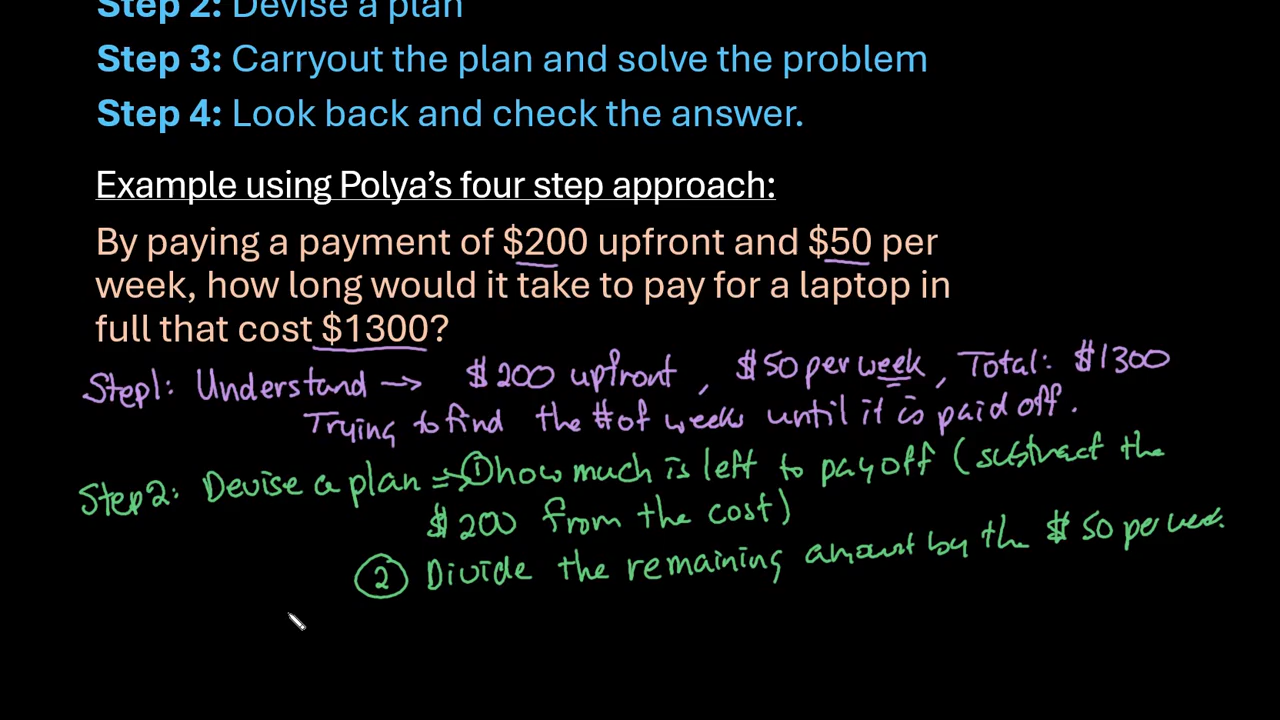 Step 2: Devise a plan
Step 3: Carryout the plan and solve the problem
Step 4: Look back and check the answer.
Example using Polya’s four step approach:
By paying a payment of $200 upfront and $50 per
week, how long would it take to pay for a laptop in
full that cost $1300?
Step1: Understand → $200 upfront, $50 per week, Total: $1300
Trying to find the # of weeks until it is paid off.
Step2: Devise a plan ⇒ ① how much is left to pay off (subtract the
$200 from the cost)
② Divide the remaining amount by the $50 per week.